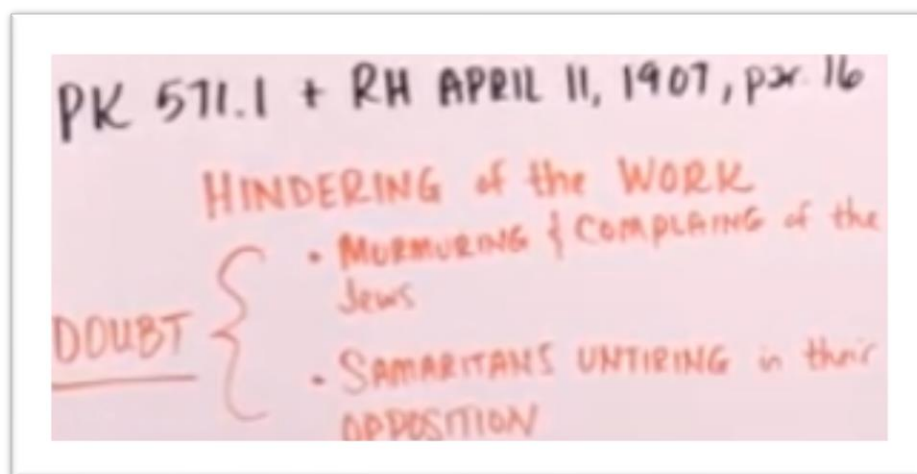 PK 571.1 + RH APRIL 11, 1907, par. 16
HINDERING of the WORK
• MURMURING & COMPLAING of the
Jews
DOUBT
• SAMARITANS UNTIRING in their
OPPOSITION